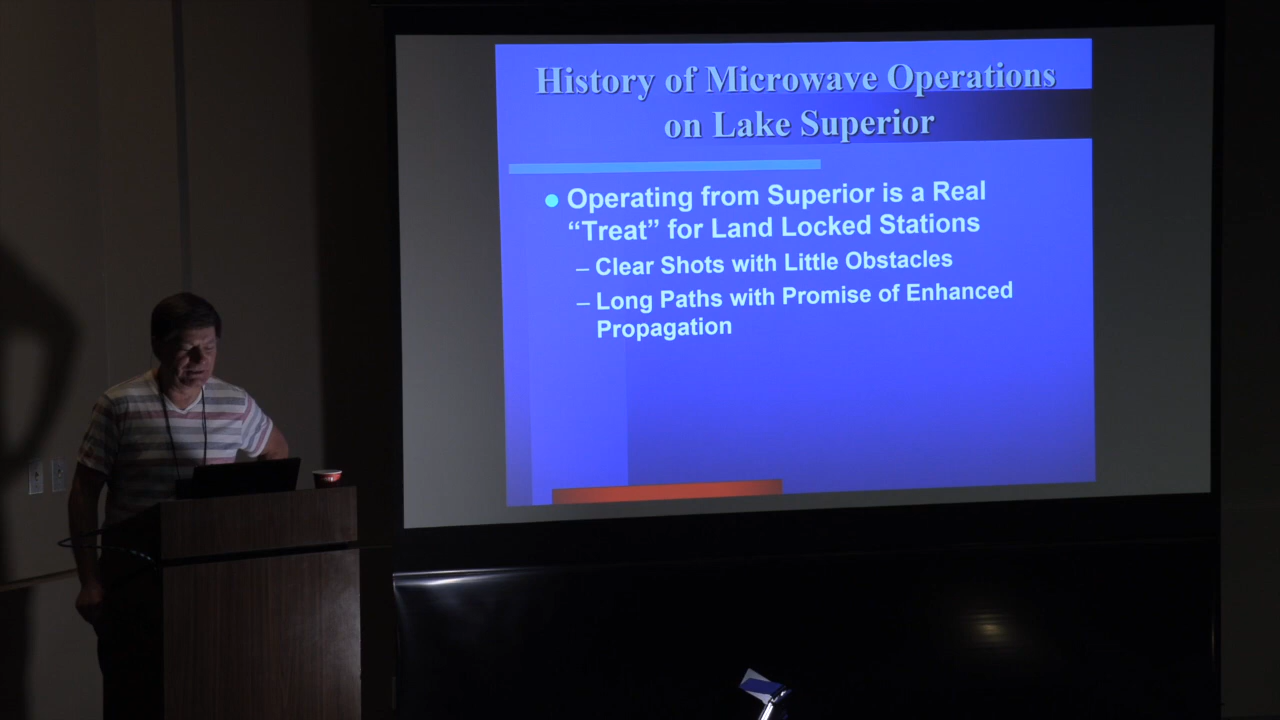 History of Microwave Operations
on Lake Superior
Operating from Superior is a Real
“Treat” for Land Locked Stations
– Clear Shots with Little Obstacles
– Long Paths with Promise of Enhanced
Propagation